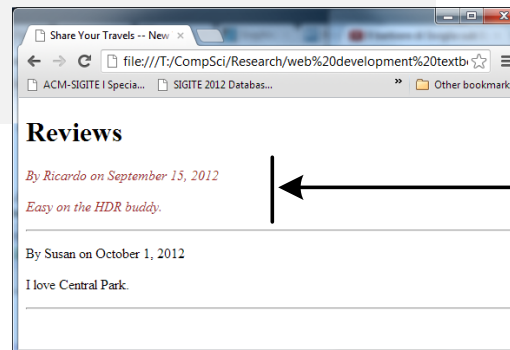 Share Your Travels -- New
file:///T:/CompSci/Research/web%20development%20textb
ACM-SIGITE I Specia... SIGITE 2012 Databas... » Other bookmark
Reviews
By Ricardo on September 15, 2012
Easy on the HDR buddy.
By Susan on October 1, 2012
I love Central Park.